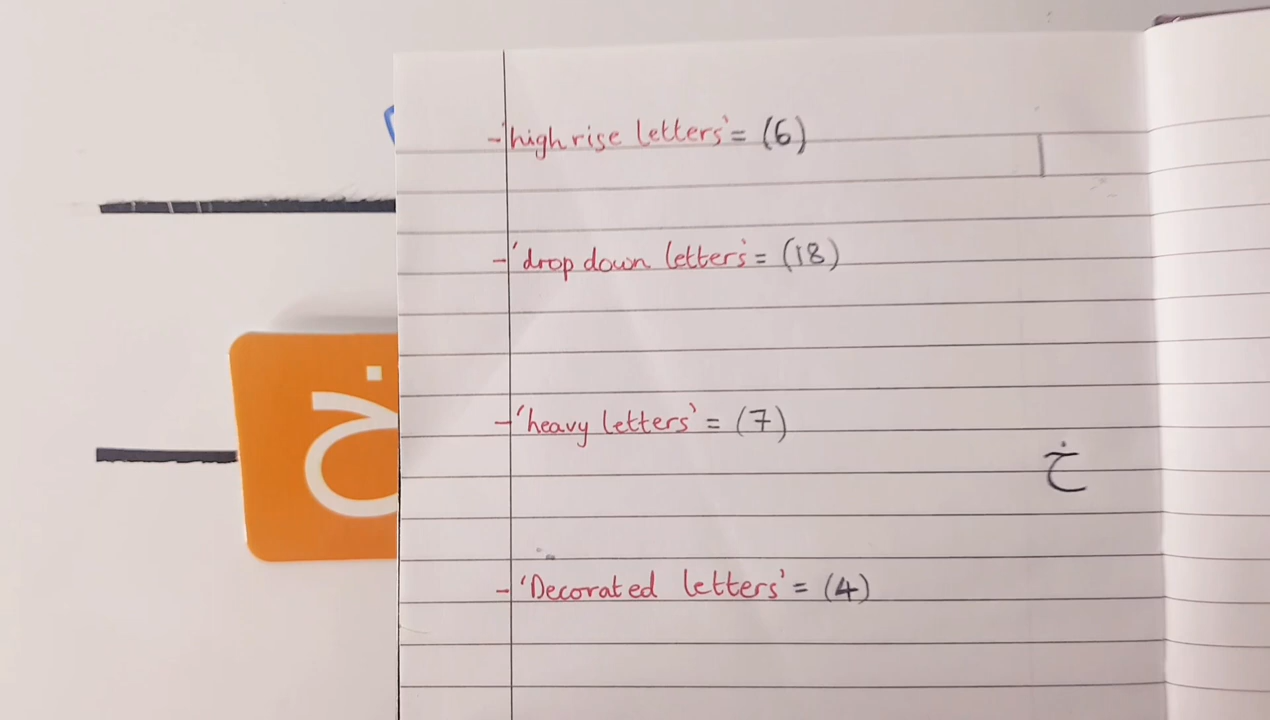 -'high rise letters' = (6) ا
-'drop down letters' = (18)
-'heavy letters' = (7)
خ
-'Decorated letters' = (4)
خ